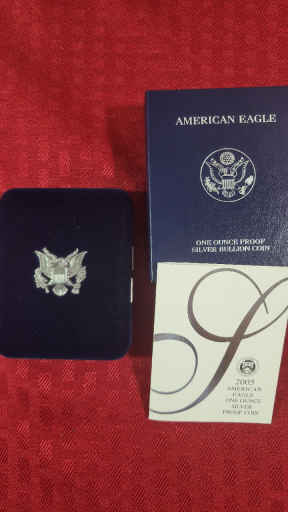 AMERICAN EAGLE
ONE OUNCE PROOF
SILVER BULLION COIN
2005
AMERICAN
EAGLE
ONE OUNCE
SILVER
PROOF COIN